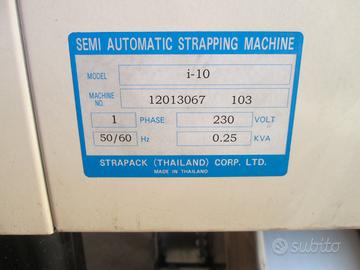 SEMI AUTOMATIC STRAPPING MACHINE
MODEL i-10
MACHINE NO. 12013067 103
1 PHASE 230 VOLT
50/60 Hz 0.25 KVA
STRAPACK (THAILAND) CORP. LTD.
MADE IN THAILAND
subito